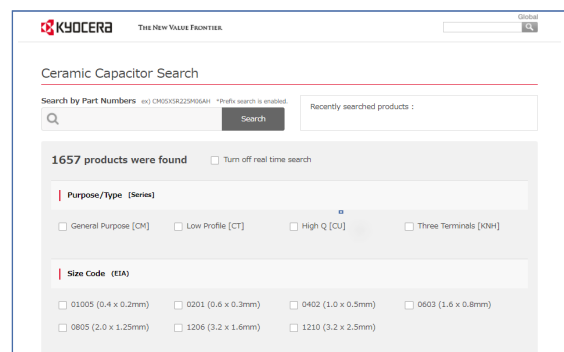 Global
KYOCERA THE NEW VALUE FRONTIER
Ceramic Capacitor Search
Search by Part Numbers ex) CM05X5R225M06AH *Prefix search is enabled.
Recently searched products :
Search
1657 products were found Turn off real time search
Purpose/Type [Series]
General Purpose [CM] Low Profile [CT] High Q [CU] Three Terminals [KNH]
Size Code (EIA)
01005 (0.4 x 0.2mm) 0201 (0.6 x 0.3mm) 0402 (1.0 x 0.5mm) 0603 (1.6 x 0.8mm)
0805 (2.0 x 1.25mm) 1206 (3.2 x 1.6mm) 1210 (3.2 x 2.5mm)